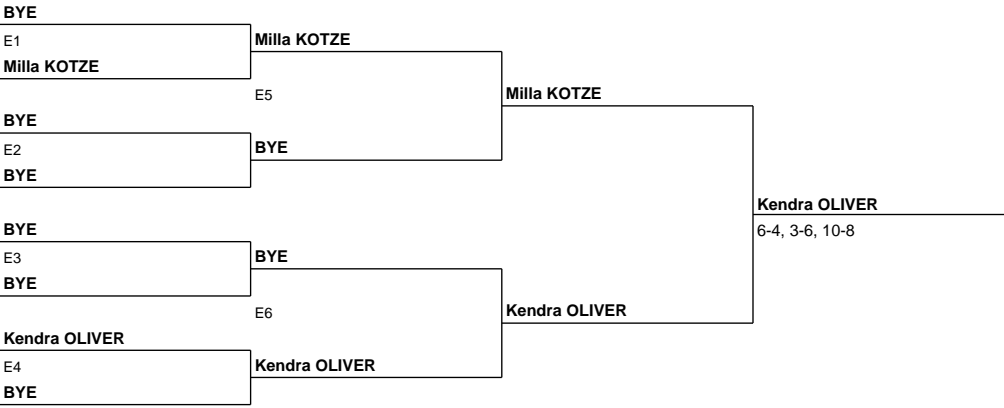 BYE
E1
Milla KOTZE
Milla KOTZE
E5
Milla KOTZE
BYE
E2
BYE
BYE
Kendra OLIVER
6-4, 3-6, 10-8
BYE
E3
BYE
BYE
E6
Kendra OLIVER
Kendra OLIVER
E4
Kendra OLIVER
BYE